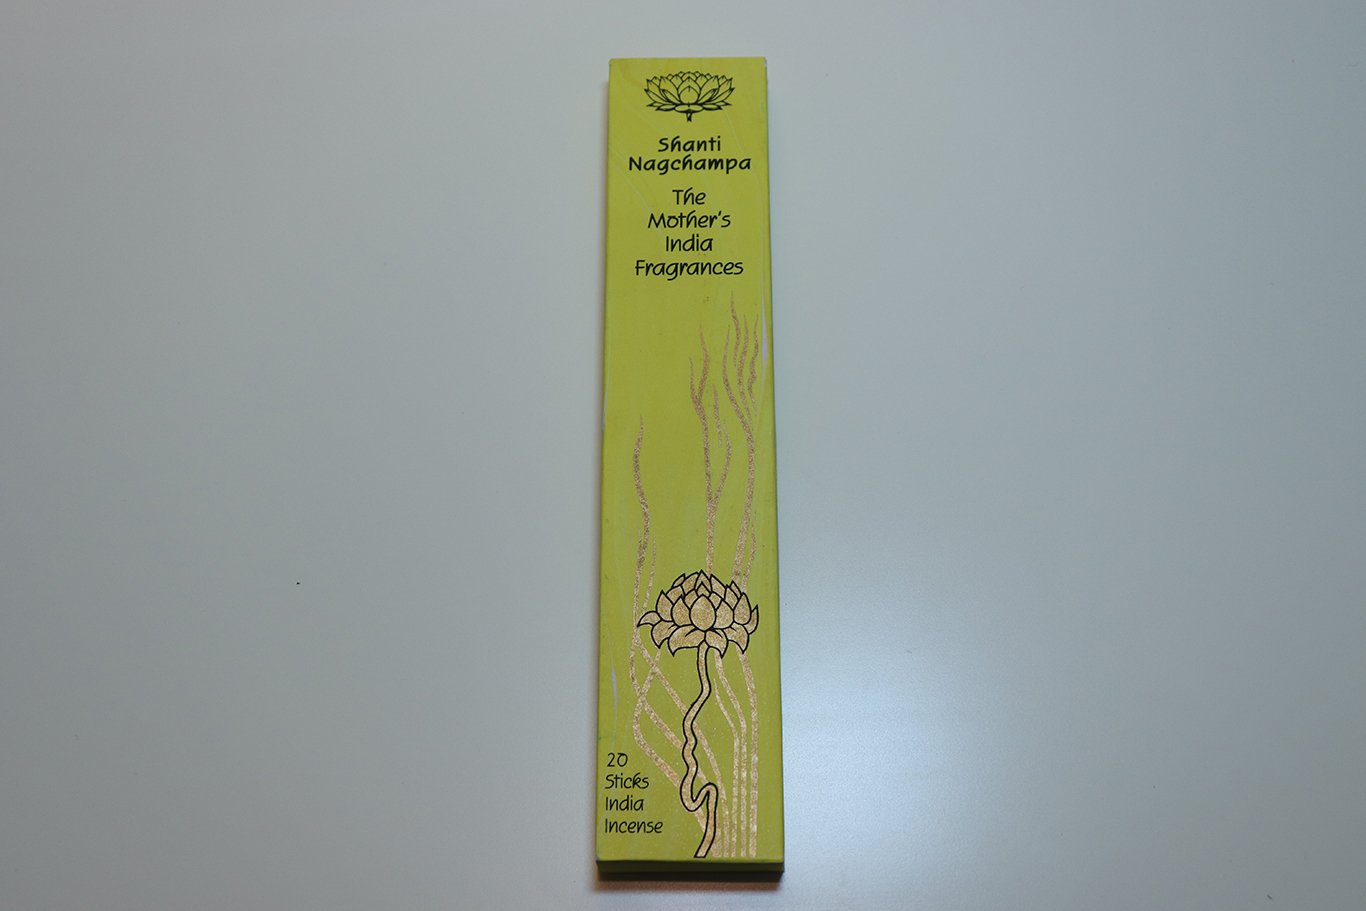 Shanti
Nagchampa
The
Mother's
India
Fragrances
20
Sticks
India
Incense